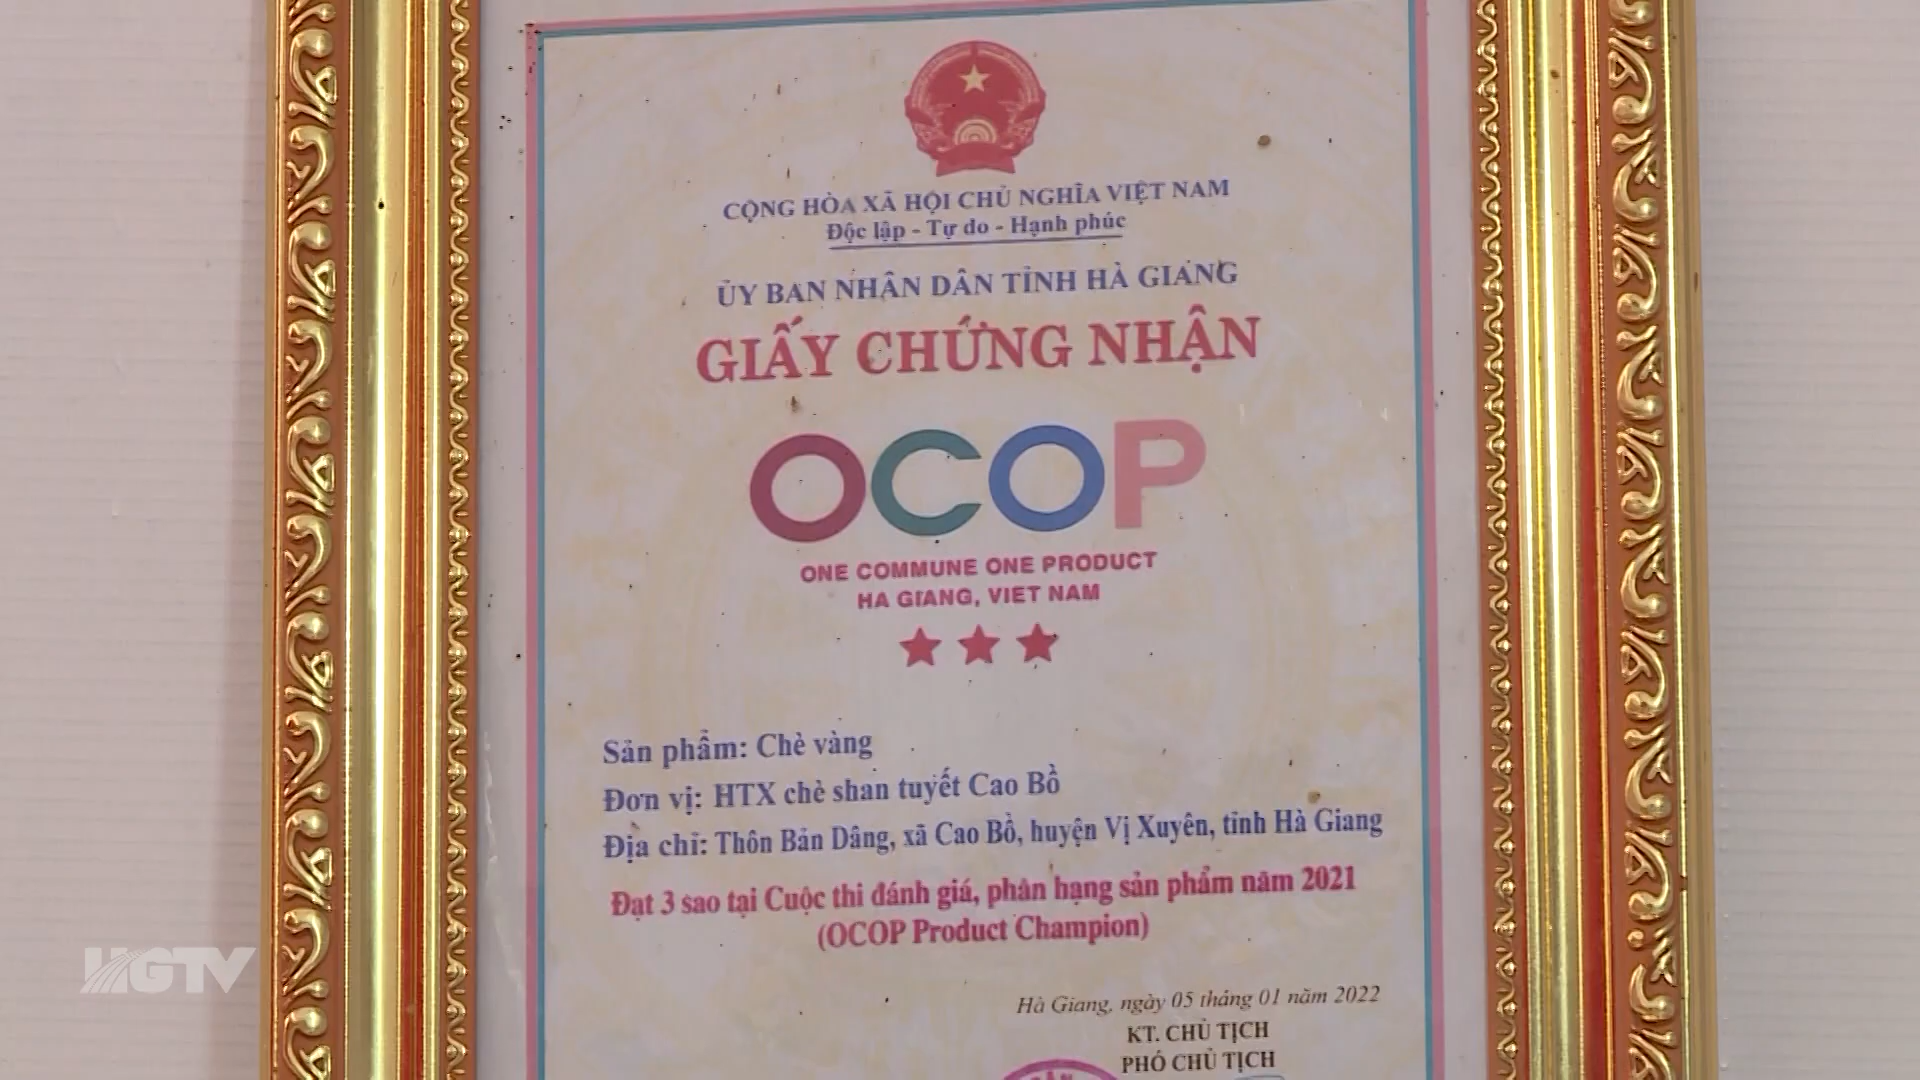 CỘNG HÒA XÃ HỘI CHỦ NGHĨA VIỆT NAM
Độc lập - Tự do - Hạnh phúc
ỦY BAN NHÂN DÂN TỈNH HÀ GIANG
GIẤY CHỨNG NHẬN
OCOP
ONE COMMUNE ONE PRODUCT
HA GIANG, VIET NAM
Sản phẩm: Chè vàng
Đơn vị: HTX chè shan tuyết Cao Bồ
Địa chỉ: Thôn Bản Dâng, xã Cao Bồ, huyện Vị Xuyên, tỉnh Hà Giang
Đạt 3 sao tại Cuộc thi đánh giá, phân hạng sản phẩm năm 2021
(OCOP Product Champion)
HGTV
Hà Giang, ngày 05 tháng 01 năm 2022
KT. CHỦ TỊCH
PHÓ CHỦ TỊCH